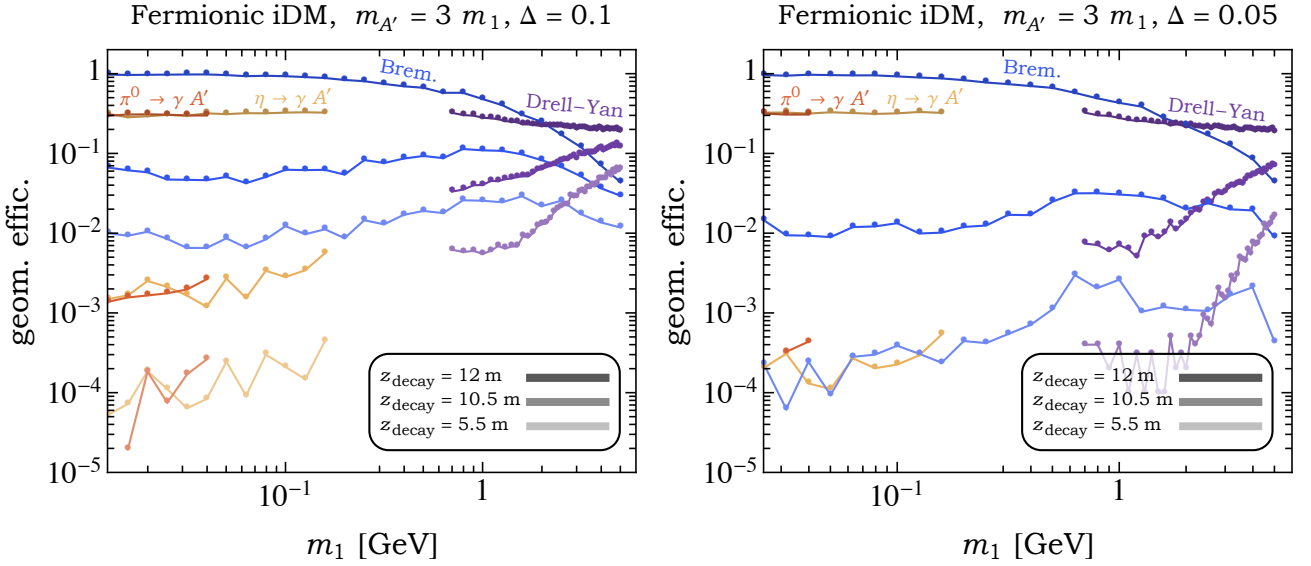 Fermionic iDM, m_{A′} = 3 m_1, Δ = 0.1
geom. effic.
1
10^{−1}
10^{−2}
10^{−3}
10^{−4}
10^{−5}
Brem.
π^0 → γ A′
η → γ A′
Drell–Yan
z_decay = 12 m
z_decay = 10.5 m
z_decay = 5.5 m
10^{−1}
1
m_1 [GeV]
Fermionic iDM, m_{A′} = 3 m_1, Δ = 0.05
geom. effic.
1
10^{−1}
10^{−2}
10^{−3}
10^{−4}
10^{−5}
Brem.
π^0 → γ A′
η → γ A′
Drell–Yan
z_decay = 12 m
z_decay = 10.5 m
z_decay = 5.5 m
10^{−1}
1
m_1 [GeV]